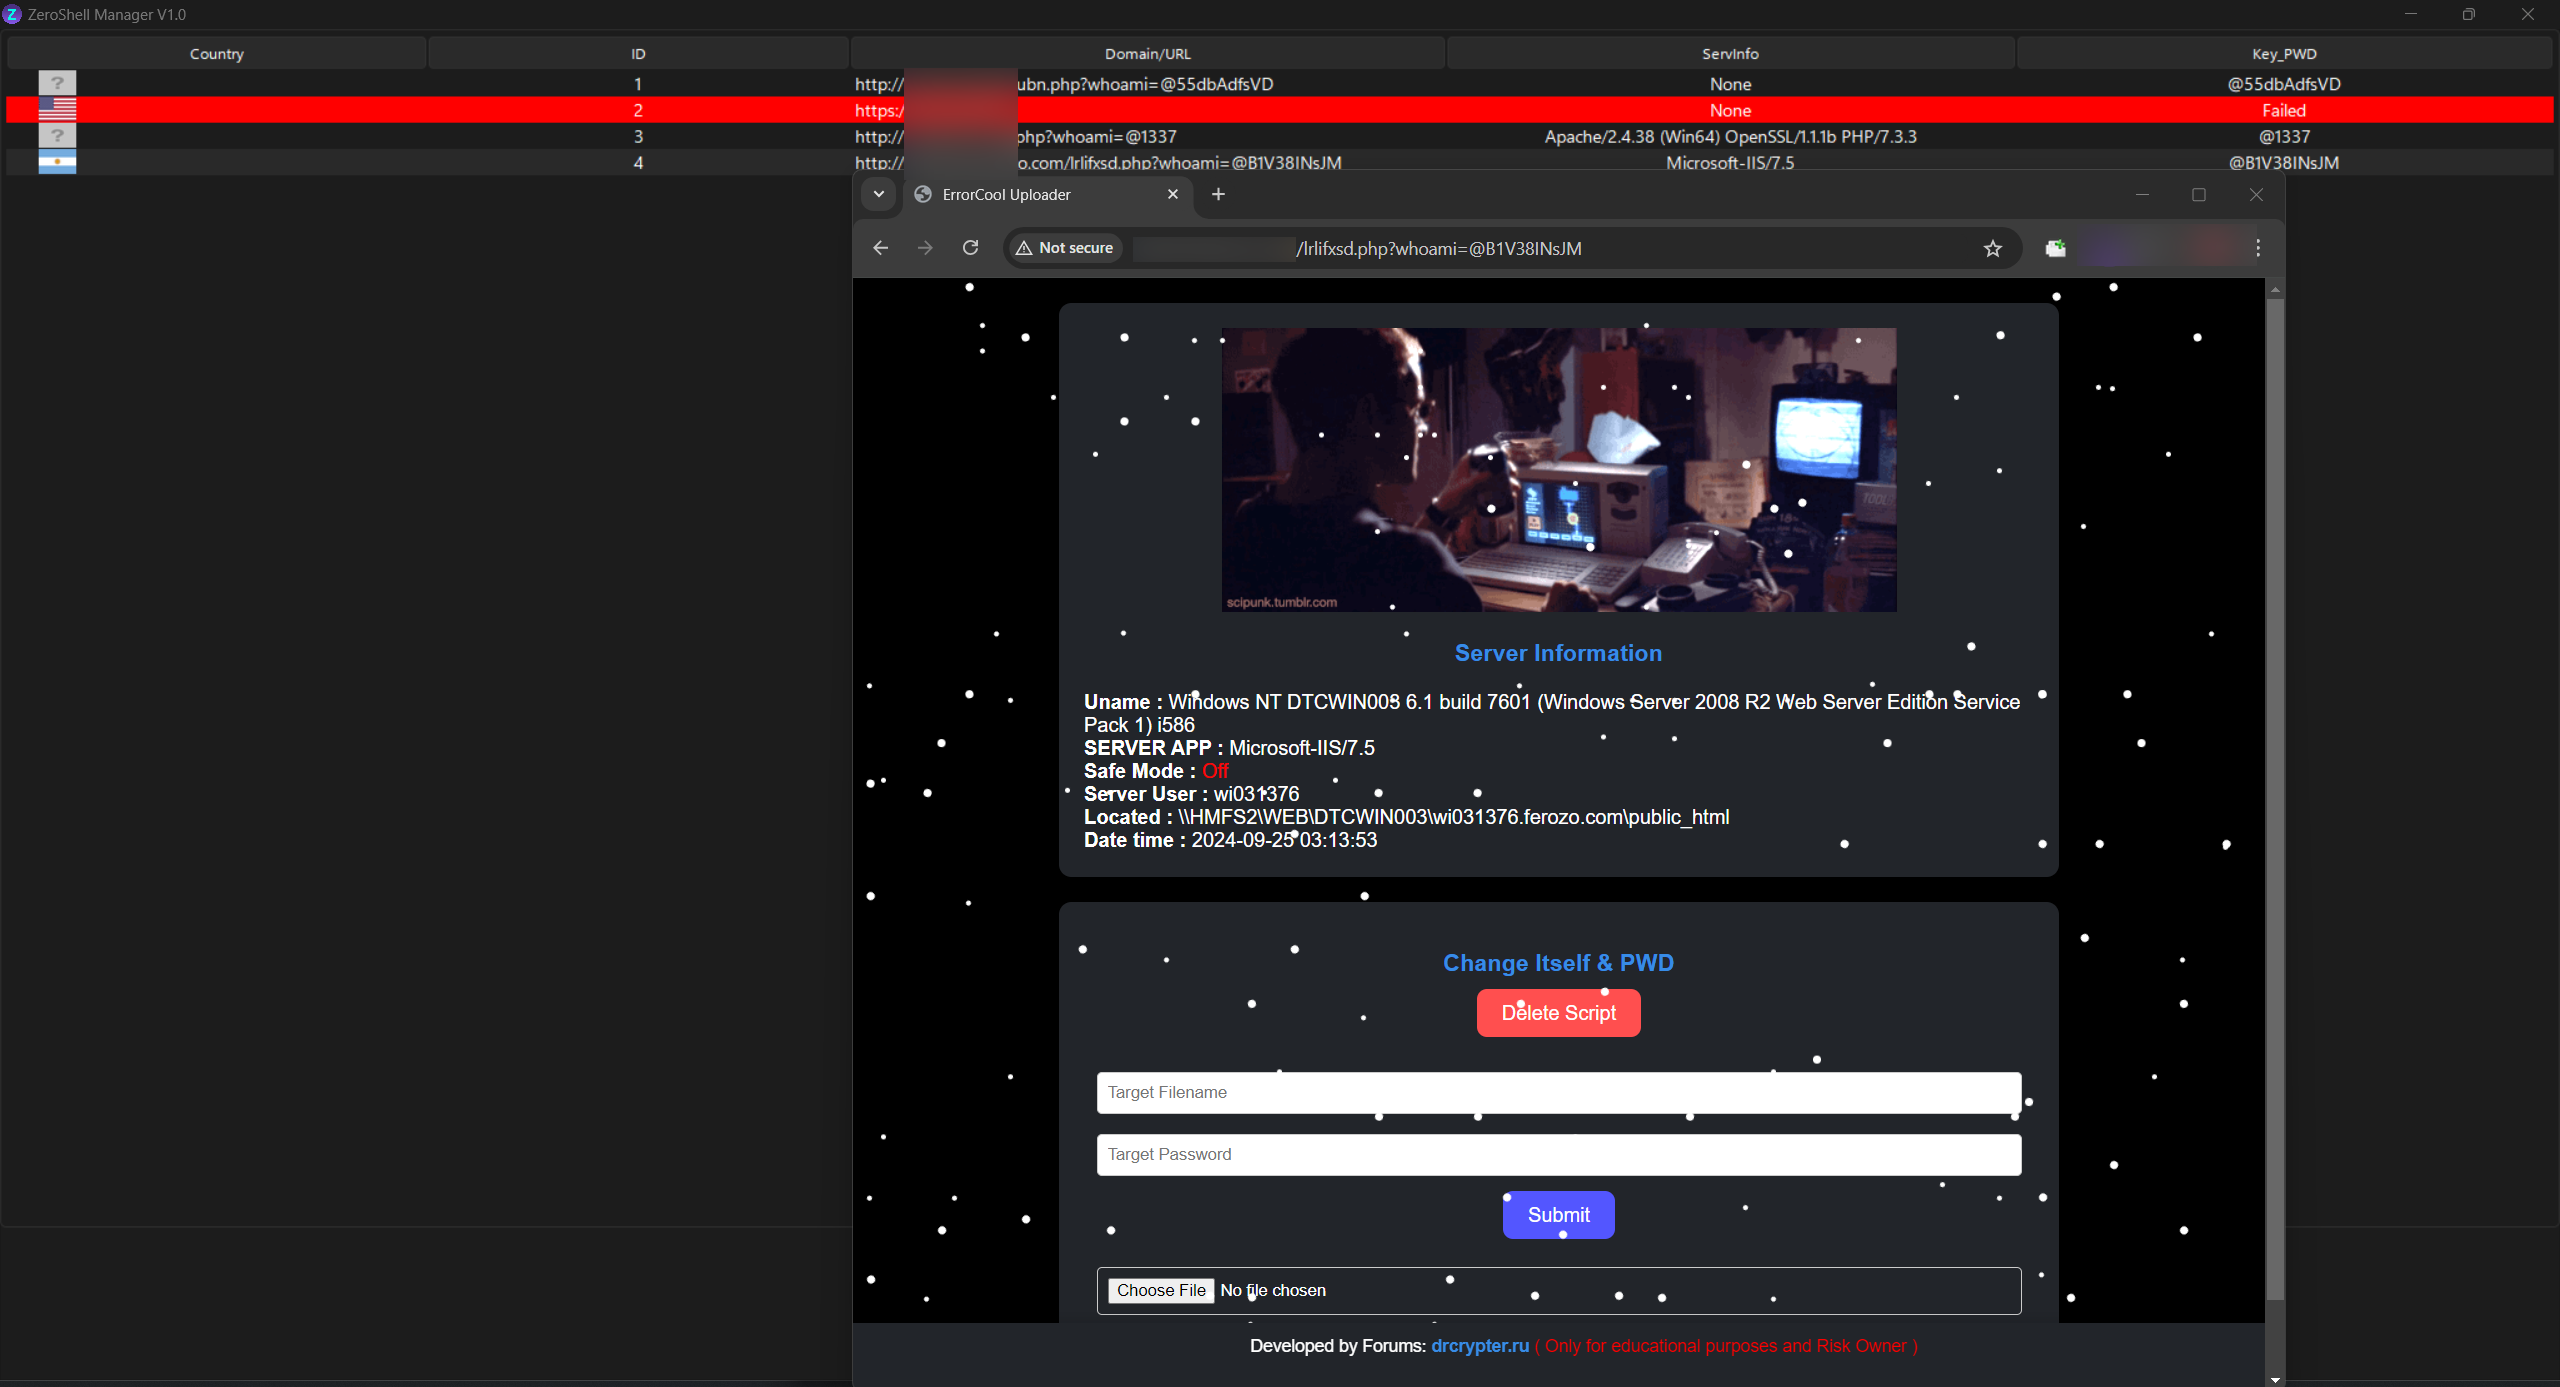 ZeroShell Manager V1.0
Country ID Domain/URL ServInfo Key_PWD
? 1 http:// ubn.php?whoami=@55dbAdfsVD None @55dbAdfsVD
2 https:/ None Failed
? 3 http:// php?whoami=@1337 Apache/2.4.38 (Win64) OpenSSL/1.1.1b PHP/7.3.3 @1337
4 http:// o.com/lrlifxsd.php?whoami=@B1V38INsJM Microsoft-IIS/7.5 @B1V38INsJM
ErrorCool Uploader
Not secure /lrlifxsd.php?whoami=@B1V38INsJM
scipunk.tumblr.com
Server Information
Uname : Windows NT DTCWIN008 6.1 build 7601 (Windows Server 2008 R2 Web Server Edition Service
Pack 1) i586
SERVER APP : Microsoft-IIS/7.5
Safe Mode : Off
Server User : wi031376
Located : \\HMFS2\WEB\DTCWIN003\wi031376.ferozo.com\public_html
Date time : 2024-09-25 03:13:53
Change Itself & PWD
Delete Script
Target Filename
Target Password
Submit
Choose File No file chosen
Developed by Forums: drcrypter.ru ( Only for educational purposes and Risk Owner )